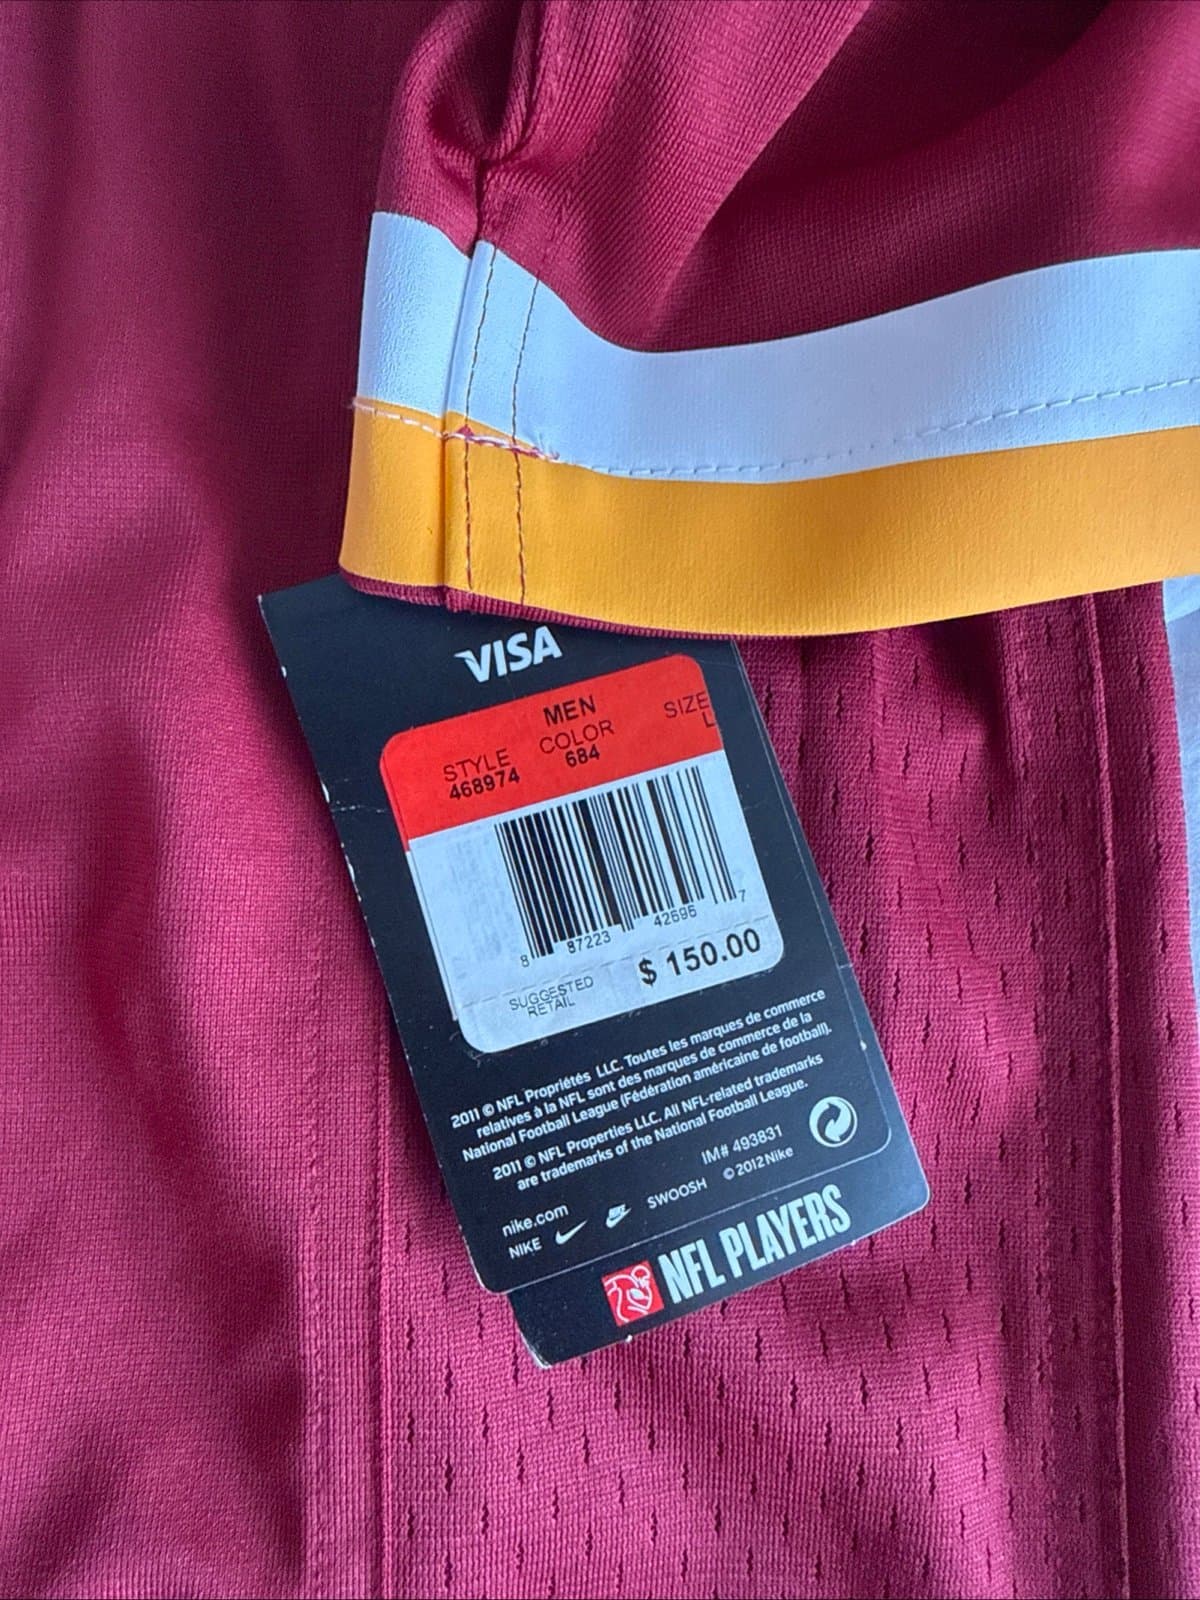 VISA
MEN
STYLE COLOR SIZE
468974 684 L
8 87223 42696 7
SUGGESTED
RETAIL
$ 150.00
2011 © NFL Propriétés LLC. Toutes les marques de commerce
relatives à la NFL sont des marques de commerce de la
National Football League (Fédération américaine de football).
2011 © NFL Properties LLC. All NFL-related trademarks
are trademarks of the National Football League.
IM# 493831
nike.com
NIKE SWOOSH © 2012 Nike
NFL PLAYERS